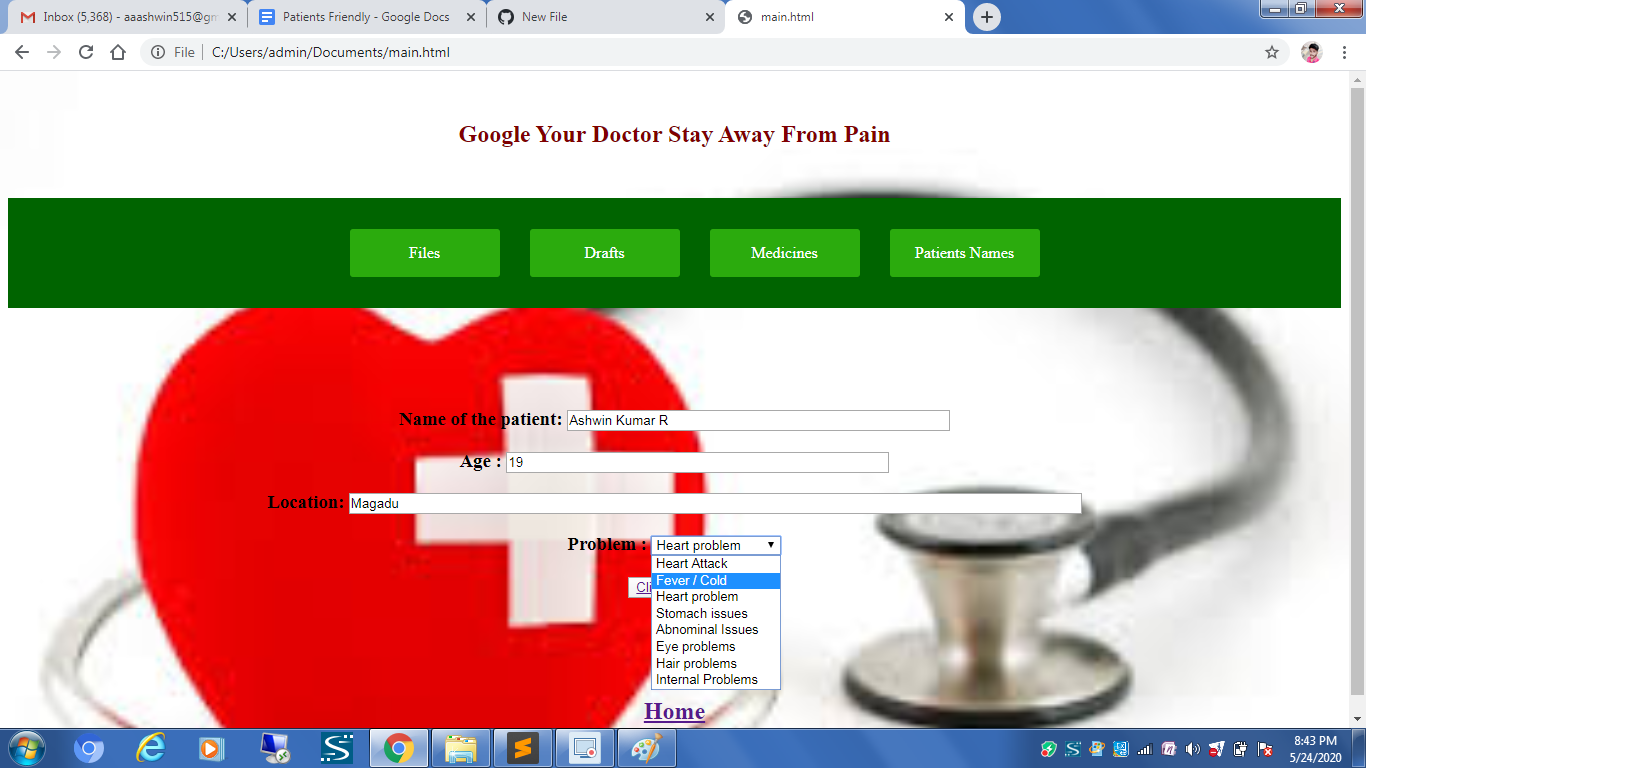 Inbox (5,368) - aaashwin515@gm
Patients Friendly - Google Docs
New File
main.html
File
C:/Users/admin/Documents/main.html
Google Your Doctor Stay Away From Pain
Files
Drafts
Medicines
Patients Names
Name of the patient: Ashwin Kumar R
Age : 19
Location: Magadu
Problem : Heart problem
Heart Attack
Fever / Cold
Cli
Heart problem
Stomach issues
Abnominal Issues
Eye problems
Hair problems
Internal Problems
Home
8:43 PM
5/24/2020